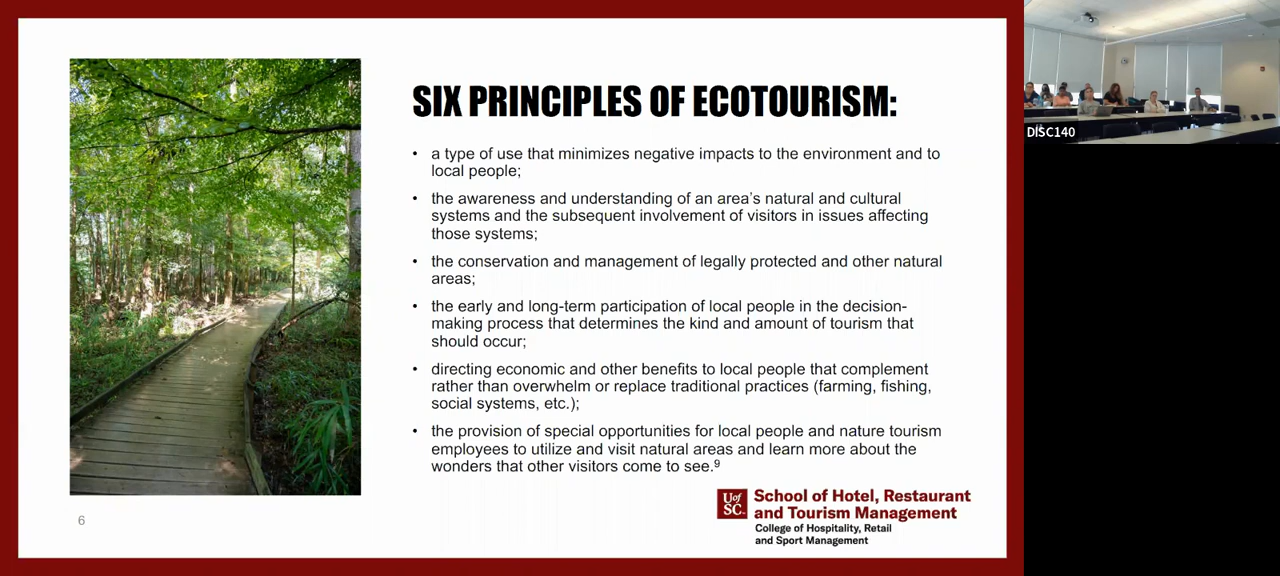 SIX PRINCIPLES OF ECOTOURISM:
• a type of use that minimizes negative impacts to the environment and to
local people;
• the awareness and understanding of an area's natural and cultural
systems and the subsequent involvement of visitors in issues affecting
those systems;
• the conservation and management of legally protected and other natural
areas;
• the early and long-term participation of local people in the decision-
making process that determines the kind and amount of tourism that
should occur;
• directing economic and other benefits to local people that complement
rather than overwhelm or replace traditional practices (farming, fishing,
social systems, etc.);
• the provision of special opportunities for local people and nature tourism
employees to utilize and visit natural areas and learn more about the
wonders that other visitors come to see.⁹
UofSC
School of Hotel, Restaurant
and Tourism Management
College of Hospitality, Retail
and Sport Management
6
DISC140